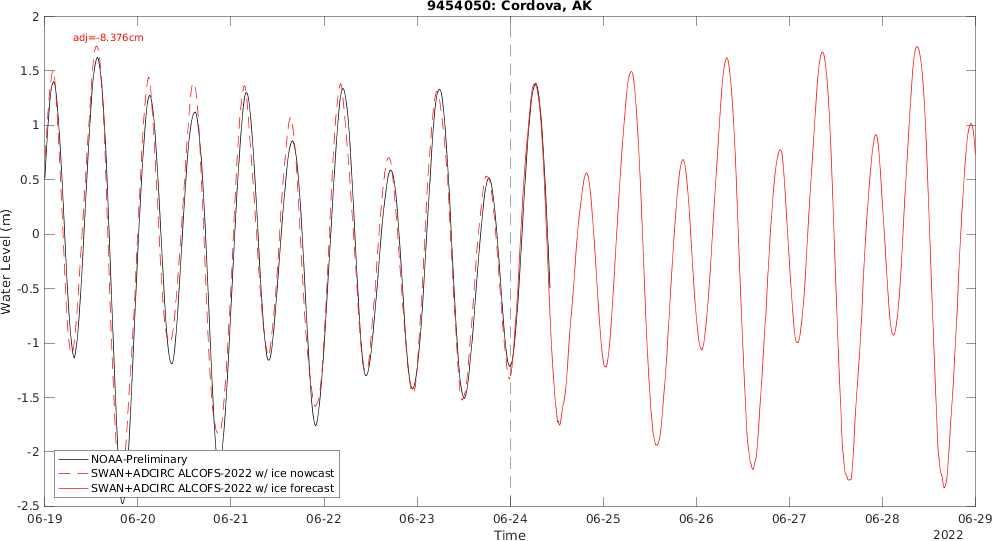 9454050: Cordova, AK
adj=-8.376cm
2
1.5
1
0.5
0
-0.5
-1
-1.5
-2
-2.5
Water Level (m)
NOAA-Preliminary
SWAN+ADCIRC ALCOFS-2022 w/ ice nowcast
SWAN+ADCIRC ALCOFS-2022 w/ ice forecast
06-19 06-20 06-21 06-22 06-23 06-24 06-25 06-26 06-27 06-28 06-29
Time
2022